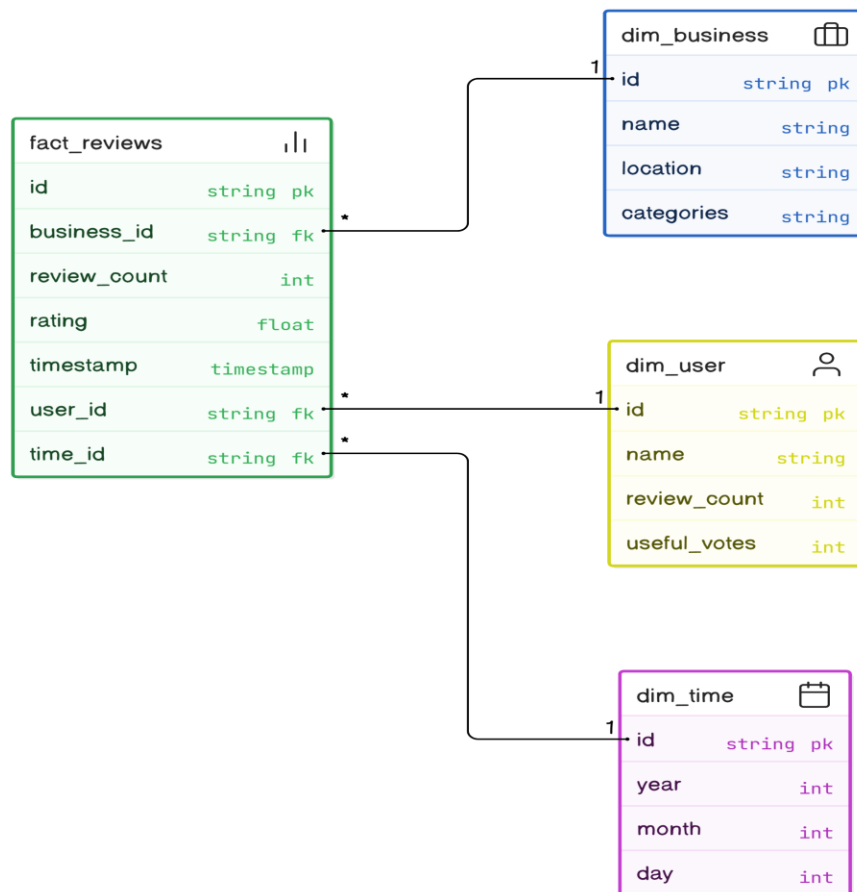 fact_reviews
id string pk
business_id string fk
review_count int
rating float
timestamp timestamp
user_id string fk
time_id string fk
*
*
*
1
1
1
dim_business
id string pk
name string
location string
categories string
dim_user
id string pk
name string
review_count int
useful_votes int
dim_time
id string pk
year int
month int
day int